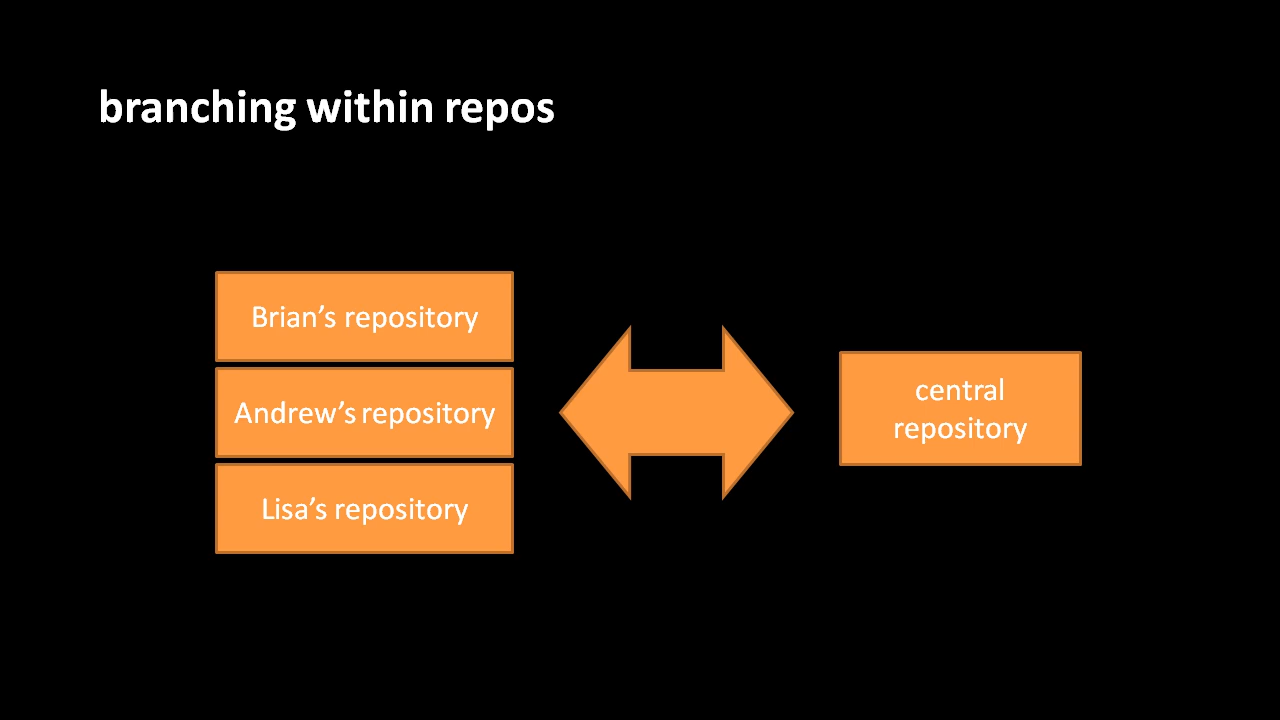 branching within repos
Brian’s repository
Andrew’s repository
Lisa’s repository
central
repository